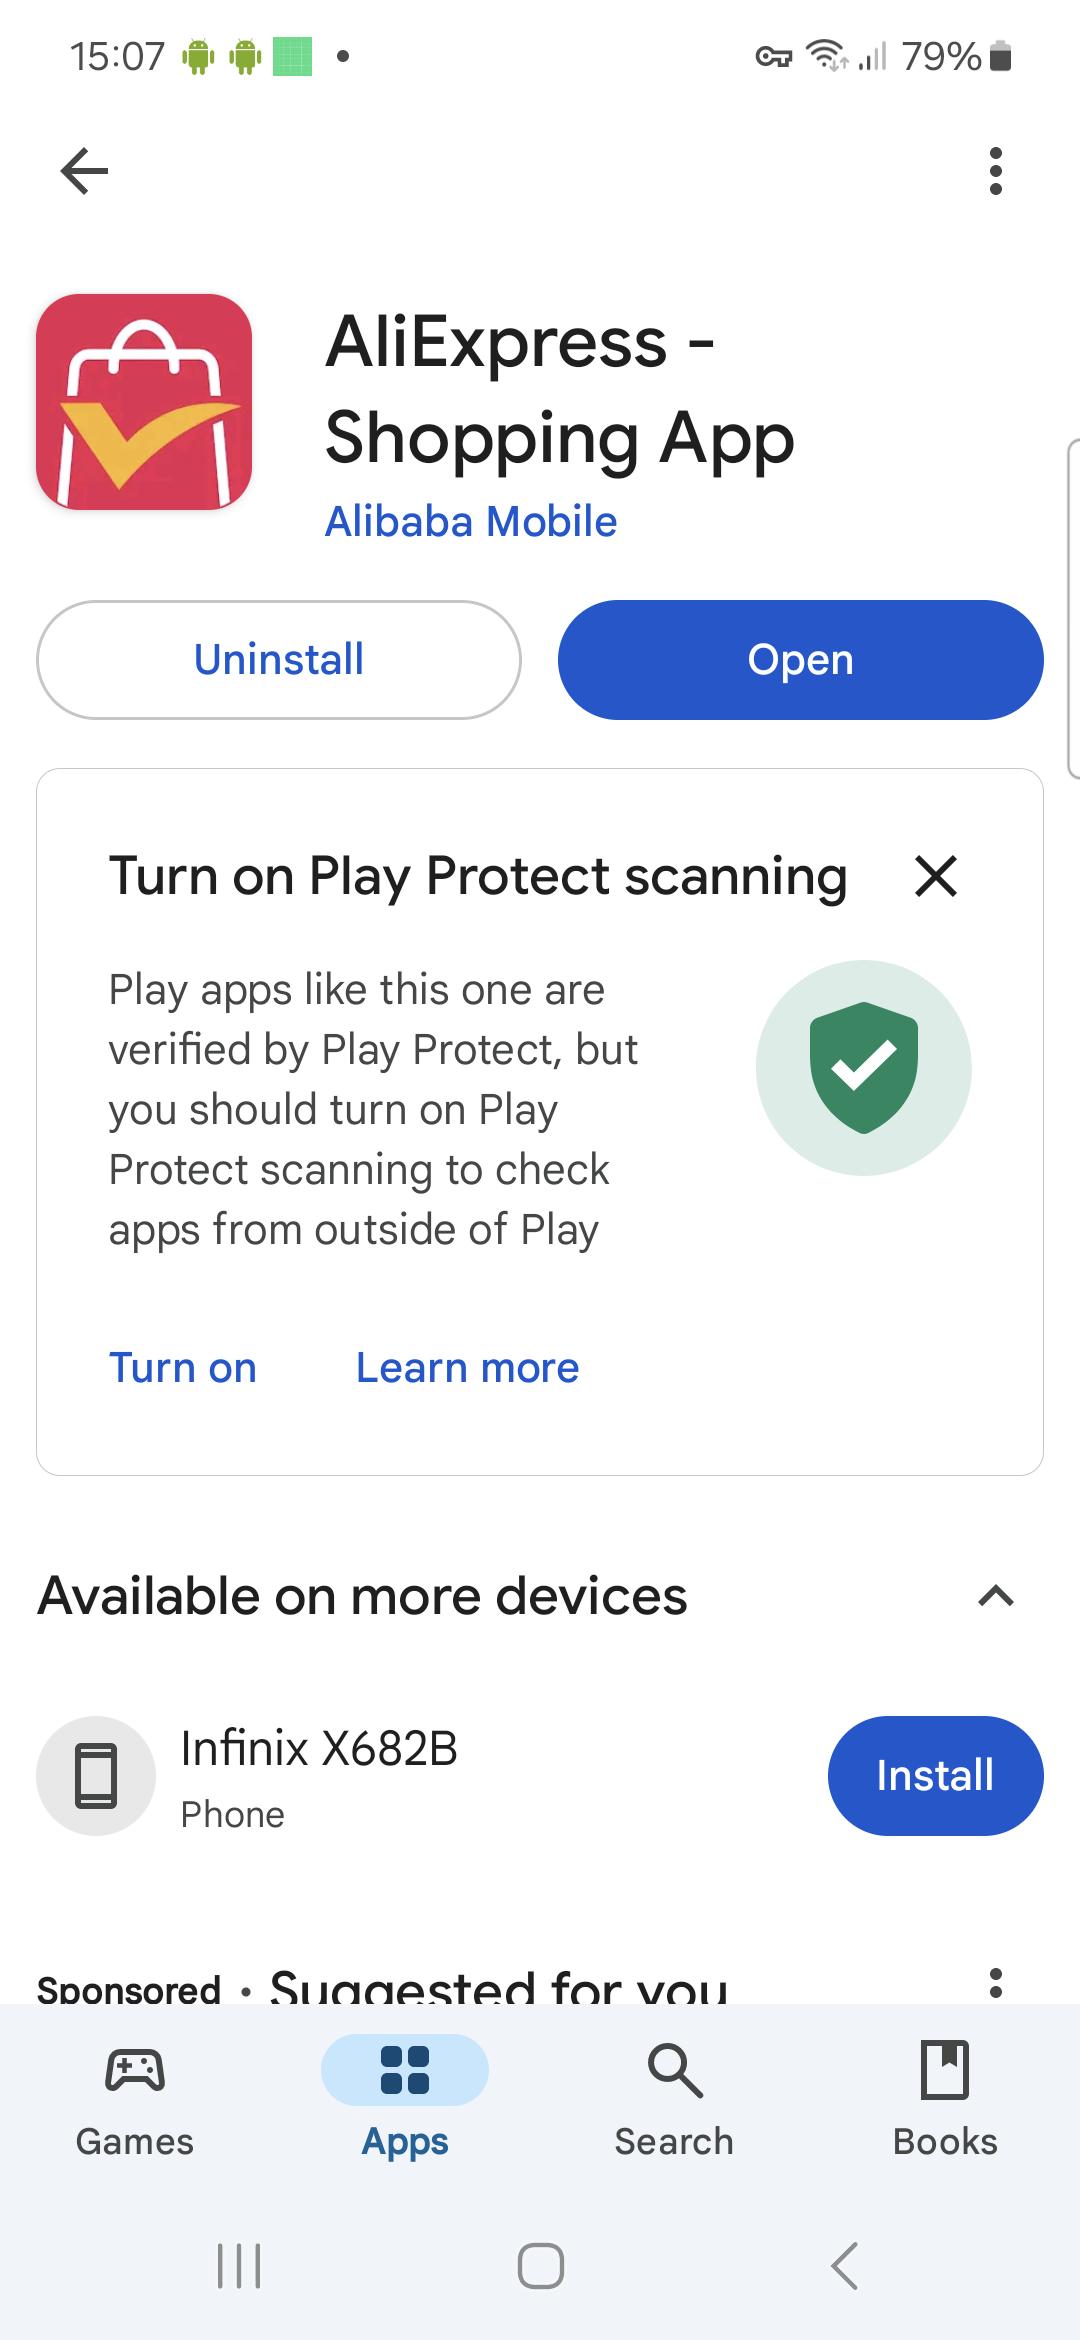 15:07
79%
AliExpress -
Shopping App
Alibaba Mobile
Uninstall
Open
Turn on Play Protect scanning
Play apps like this one are
verified by Play Protect, but
you should turn on Play
Protect scanning to check
apps from outside of Play
Turn on
Learn more
Available on more devices
Infinix X682B
Phone
Install
Sponsored • Suggested for you
Games
Apps
Search
Books